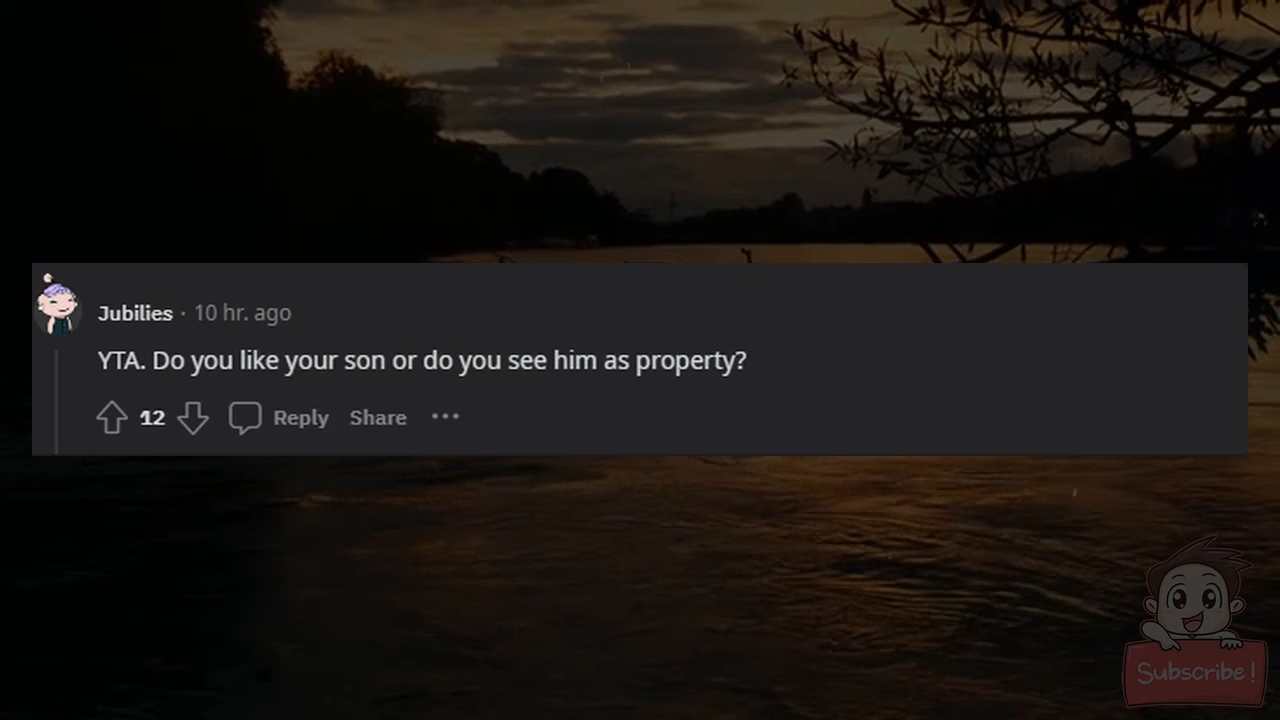 Jubilies · 10 hr. ago
YTA. Do you like your son or do you see him as property?
12 Reply Share ···
Subscribe!